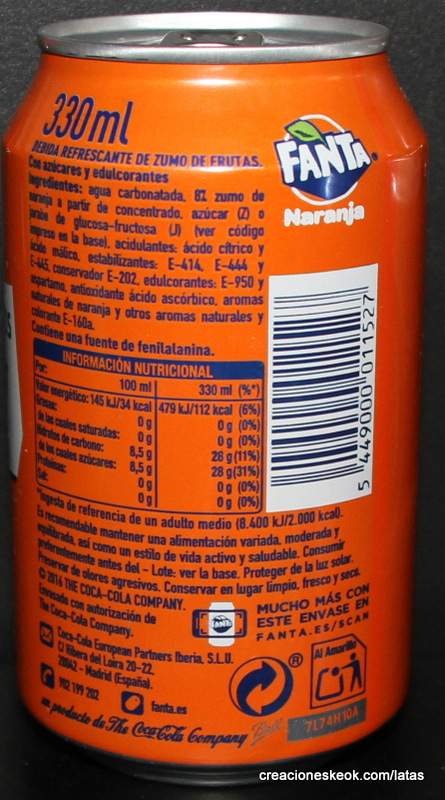 330ml
BEBIDA REFRESCANTE DE ZUMO DE FRUTAS.
Con azúcares y edulcorantes
Ingredientes: agua carbonatada, 8% zumo de
naranja a partir de concentrado, azúcar (Z) o
jarabe de glucosa-fructosa (J) (ver código
impreso en la base), acidulantes: ácido cítrico y
ácido málico, estabilizantes: E-414, E-444 y
E-445, conservador E-202, edulcorantes: E-950 y
aspartamo, antioxidante ácido ascórbico, aromas
naturales de naranja y otros aromas naturales y
colorante E-160a.
Contiene una fuente de fenilalanina.
FANTA®
Naranja
INFORMACIÓN NUTRICIONAL
Por: 100 ml 330 ml (%*)
Valor energético: 145 kJ/34 kcal 479 kJ/112 kcal (6%)
Grasas: 0 g 0 g (0%)
de las cuales saturadas: 0 g 0 g (0%)
Hidratos de carbono: 8,5 g 28 g (11%)
de los cuales azúcares: 8,5 g 28 g (31%)
Proteínas: 0 g 0 g (0%)
Sal: 0 g 0 g (0%)
5 449000 011527
*Ingesta de referencia de un adulto medio (8.400 kJ/2.000 kcal).
Es recomendable mantener una alimentación variada, moderada y
equilibrada, así como un estilo de vida activo y saludable. Consumir
preferentemente antes del - Lote: ver la base. Proteger de la luz solar.
Preservar de olores agresivos. Conservar en lugar limpio, fresco y seco.
© 2016 THE COCA-COLA COMPANY.
Envasado con autorización de
The Coca-Cola Company.
Coca-Cola European Partners Iberia, S.L.U.
C/ Ribera del Loira 20-22.
28042 - Madrid (España).
902 199 202
fanta.es
un producto de The Coca-Cola Company
FANTA
MUCHO MÁS CON
ESTE ENVASE EN
FANTA.ES/SCAN
®
Al Amarillo
7L74H10A
creacioneskeok.com/latas